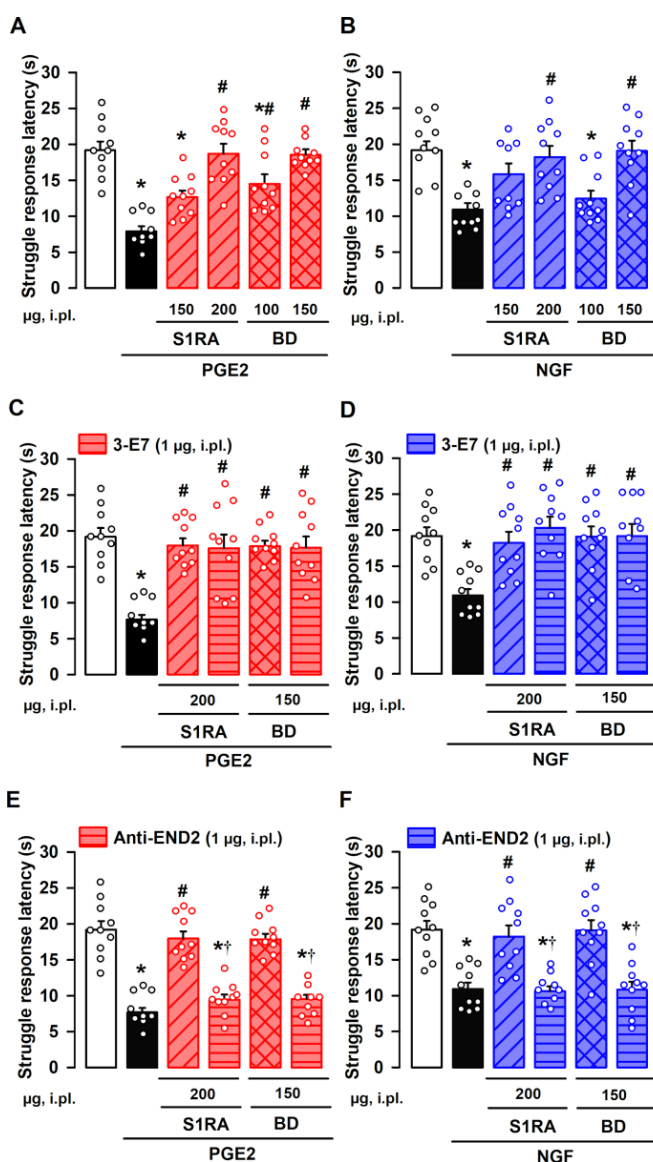 A
Struggle response latency (s)
30
25
20
15
10
5
0
*
*
#
*#
#
µg, i.pl.
150 200 100 150
S1RA BD
PGE2
B
Struggle response latency (s)
30
25
20
15
10
5
0
*
#
*
#
µg, i.pl.
150 200 100 150
S1RA BD
NGF
C
3-E7 (1 µg, i.pl.)
Struggle response latency (s)
30
25
20
15
10
5
0
*
#
#
#
#
µg, i.pl.
200 150
S1RA BD
PGE2
D
3-E7 (1 µg, i.pl.)
Struggle response latency (s)
30
25
20
15
10
5
0
*
#
#
#
#
µg, i.pl.
200 150
S1RA BD
NGF
E
Anti-END2 (1 µg, i.pl.)
Struggle response latency (s)
30
25
20
15
10
5
0
*
#
*†
#
*†
µg, i.pl.
200 150
S1RA BD
PGE2
F
Anti-END2 (1 µg, i.pl.)
Struggle response latency (s)
30
25
20
15
10
5
0
*
#
*†
#
*†
µg, i.pl.
200 150
S1RA BD
NGF